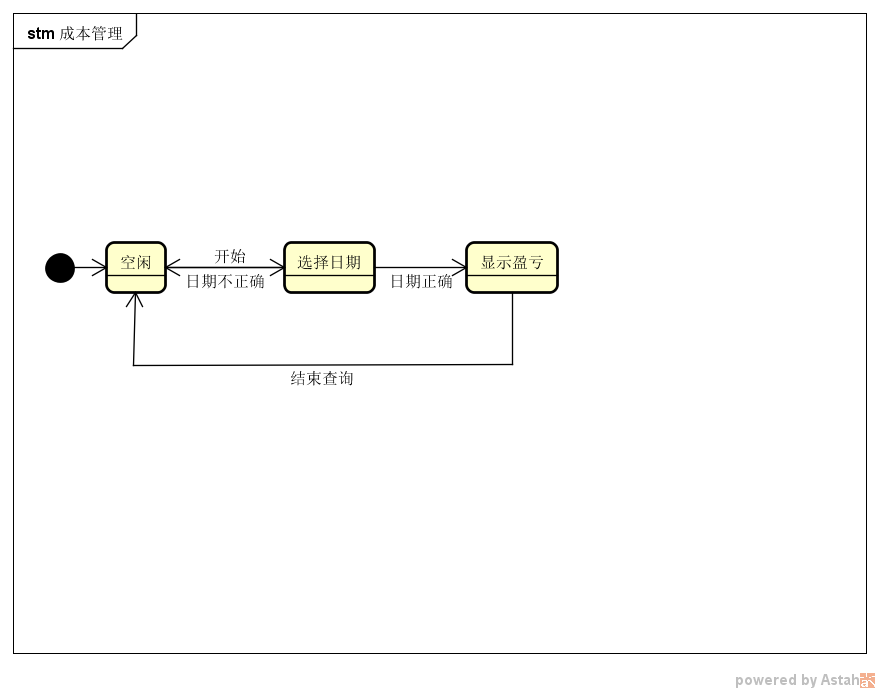 stm 成本管理
开始
空闲
选择日期
显示盈亏
日期不正确
日期正确
结束查询
powered by Astah